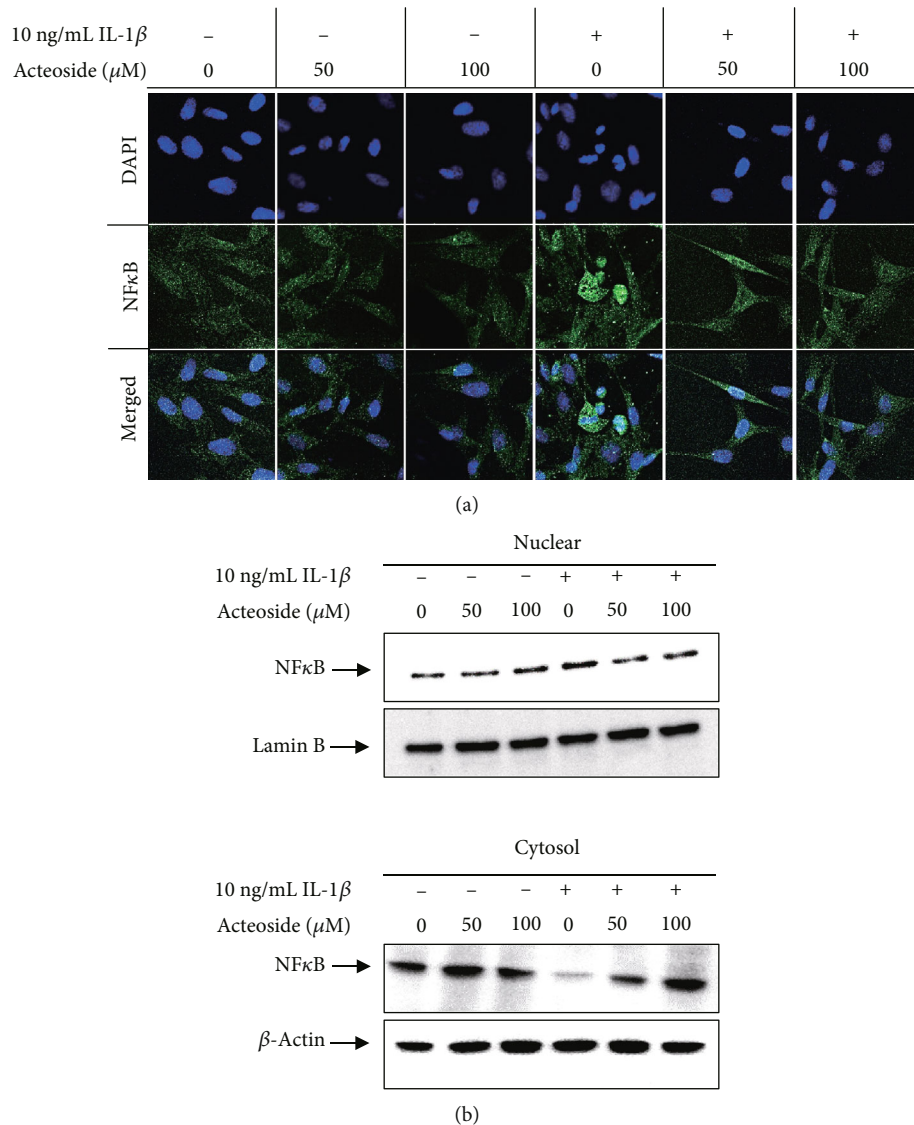 10 ng/mL IL-1β – – – + + +
Acteoside (μM) 0 50 100 0 50 100
DAPI
NFκB
Merged
(a)
Nuclear
10 ng/mL IL-1β – – – + + +
Acteoside (μM) 0 50 100 0 50 100
NFκB
Lamin B
Cytosol
10 ng/mL IL-1β – – – + + +
Acteoside (μM) 0 50 100 0 50 100
NFκB
β-Actin
(b)